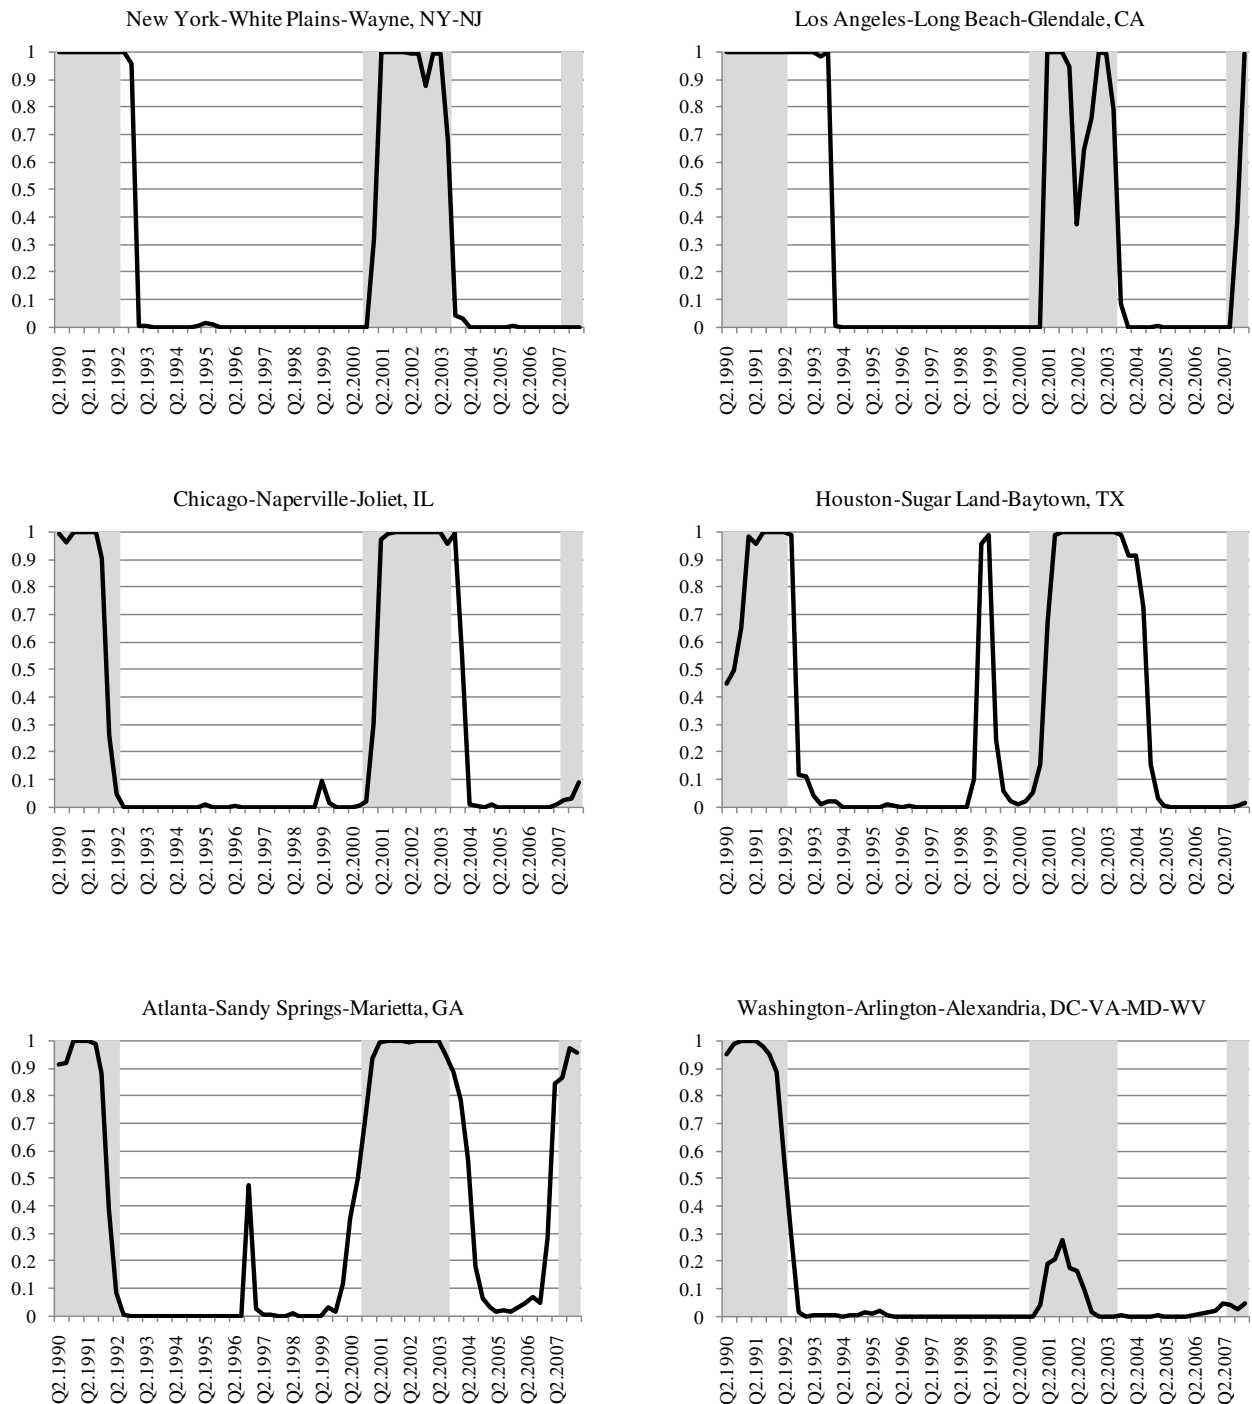 New York-White Plains-Wayne, NY-NJ
1
0.9
0.8
0.7
0.6
0.5
0.4
0.3
0.2
0.1
0
Q2.1990
Q2.1991
Q2.1992
Q2.1993
Q2.1994
Q2.1995
Q2.1996
Q2.1997
Q2.1998
Q2.1999
Q2.2000
Q2.2001
Q2.2002
Q2.2003
Q2.2004
Q2.2005
Q2.2006
Q2.2007
Los Angeles-Long Beach-Glendale, CA
1
0.9
0.8
0.7
0.6
0.5
0.4
0.3
0.2
0.1
0
Q2.1990
Q2.1991
Q2.1992
Q2.1993
Q2.1994
Q2.1995
Q2.1996
Q2.1997
Q2.1998
Q2.1999
Q2.2000
Q2.2001
Q2.2002
Q2.2003
Q2.2004
Q2.2005
Q2.2006
Q2.2007
Chicago-Naperville-Joliet, IL
1
0.9
0.8
0.7
0.6
0.5
0.4
0.3
0.2
0.1
0
Q2.1990
Q2.1991
Q2.1992
Q2.1993
Q2.1994
Q2.1995
Q2.1996
Q2.1997
Q2.1998
Q2.1999
Q2.2000
Q2.2001
Q2.2002
Q2.2003
Q2.2004
Q2.2005
Q2.2006
Q2.2007
Houston-Sugar Land-Baytown, TX
1
0.9
0.8
0.7
0.6
0.5
0.4
0.3
0.2
0.1
0
Q2.1990
Q2.1991
Q2.1992
Q2.1993
Q2.1994
Q2.1995
Q2.1996
Q2.1997
Q2.1998
Q2.1999
Q2.2000
Q2.2001
Q2.2002
Q2.2003
Q2.2004
Q2.2005
Q2.2006
Q2.2007
Atlanta-Sandy Springs-Marietta, GA
1
0.9
0.8
0.7
0.6
0.5
0.4
0.3
0.2
0.1
0
Q2.1990
Q2.1991
Q2.1992
Q2.1993
Q2.1994
Q2.1995
Q2.1996
Q2.1997
Q2.1998
Q2.1999
Q2.2000
Q2.2001
Q2.2002
Q2.2003
Q2.2004
Q2.2005
Q2.2006
Q2.2007
Washington-Arlington-Alexandria, DC-VA-MD-WV
1
0.9
0.8
0.7
0.6
0.5
0.4
0.3
0.2
0.1
0
Q2.1990
Q2.1991
Q2.1992
Q2.1993
Q2.1994
Q2.1995
Q2.1996
Q2.1997
Q2.1998
Q2.1999
Q2.2000
Q2.2001
Q2.2002
Q2.2003
Q2.2004
Q2.2005
Q2.2006
Q2.2007